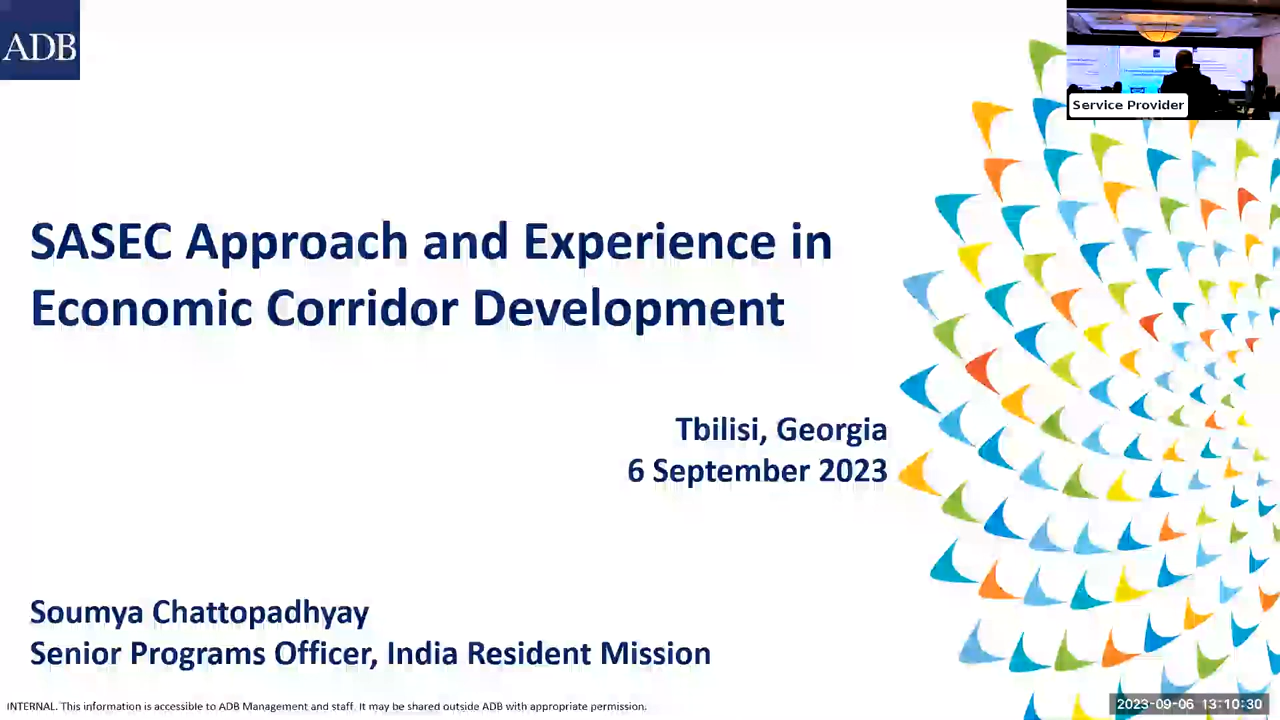 ADB
Service Provider
SASEC Approach and Experience in
Economic Corridor Development
Tbilisi, Georgia
6 September 2023
Soumya Chattopadhyay
Senior Programs Officer, India Resident Mission
INTERNAL. This information is accessible to ADB Management and staff. It may be shared outside ADB with appropriate permission.
2023-09-06 13:10:30